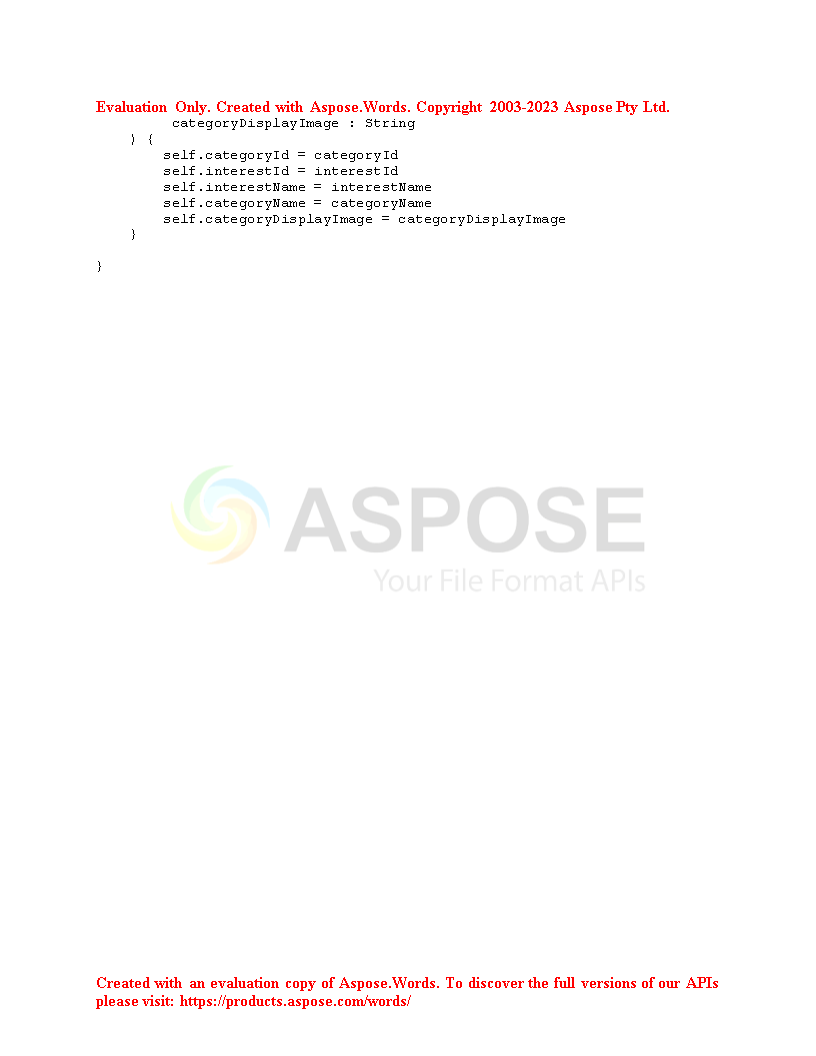 Evaluation Only. Created with Aspose.Words. Copyright 2003-2023 Aspose Pty Ltd.
         categoryDisplayImage : String
    ) {
        self.categoryId = categoryId
        self.interestId = interestId
        self.interestName = interestName
        self.categoryName = categoryName
        self.categoryDisplayImage = categoryDisplayImage
    }
}
ASPOSE
Your File Format APIs
Created with an evaluation copy of Aspose.Words. To discover the full versions of our APIs
please visit: https://products.aspose.com/words/